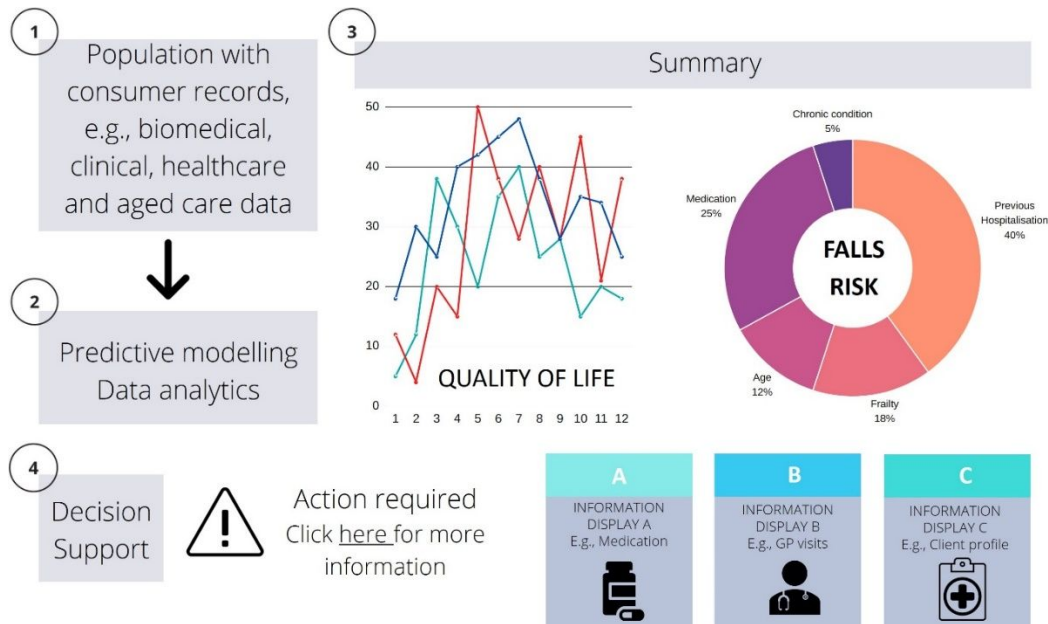 1
Population with
consumer records,
e.g., biomedical,
clinical, healthcare
and aged care data
2
Predictive modelling
Data analytics
3
Summary
50
40
30
20
10
0
1 2 3 4 5 6 7 8 9 10 11 12
QUALITY OF LIFE
Chronic condition
5%
Medication
25%
Previous
Hospitalisation
40%
FALLS
RISK
Age
12%
Frailty
18%
4
Decision
Support
!
Action required
Click here for more
information
A
INFORMATION
DISPLAY A
E.g., Medication
B
INFORMATION
DISPLAY B
E.g., GP visits
C
INFORMATION
DISPLAY C
E.g., Client profile